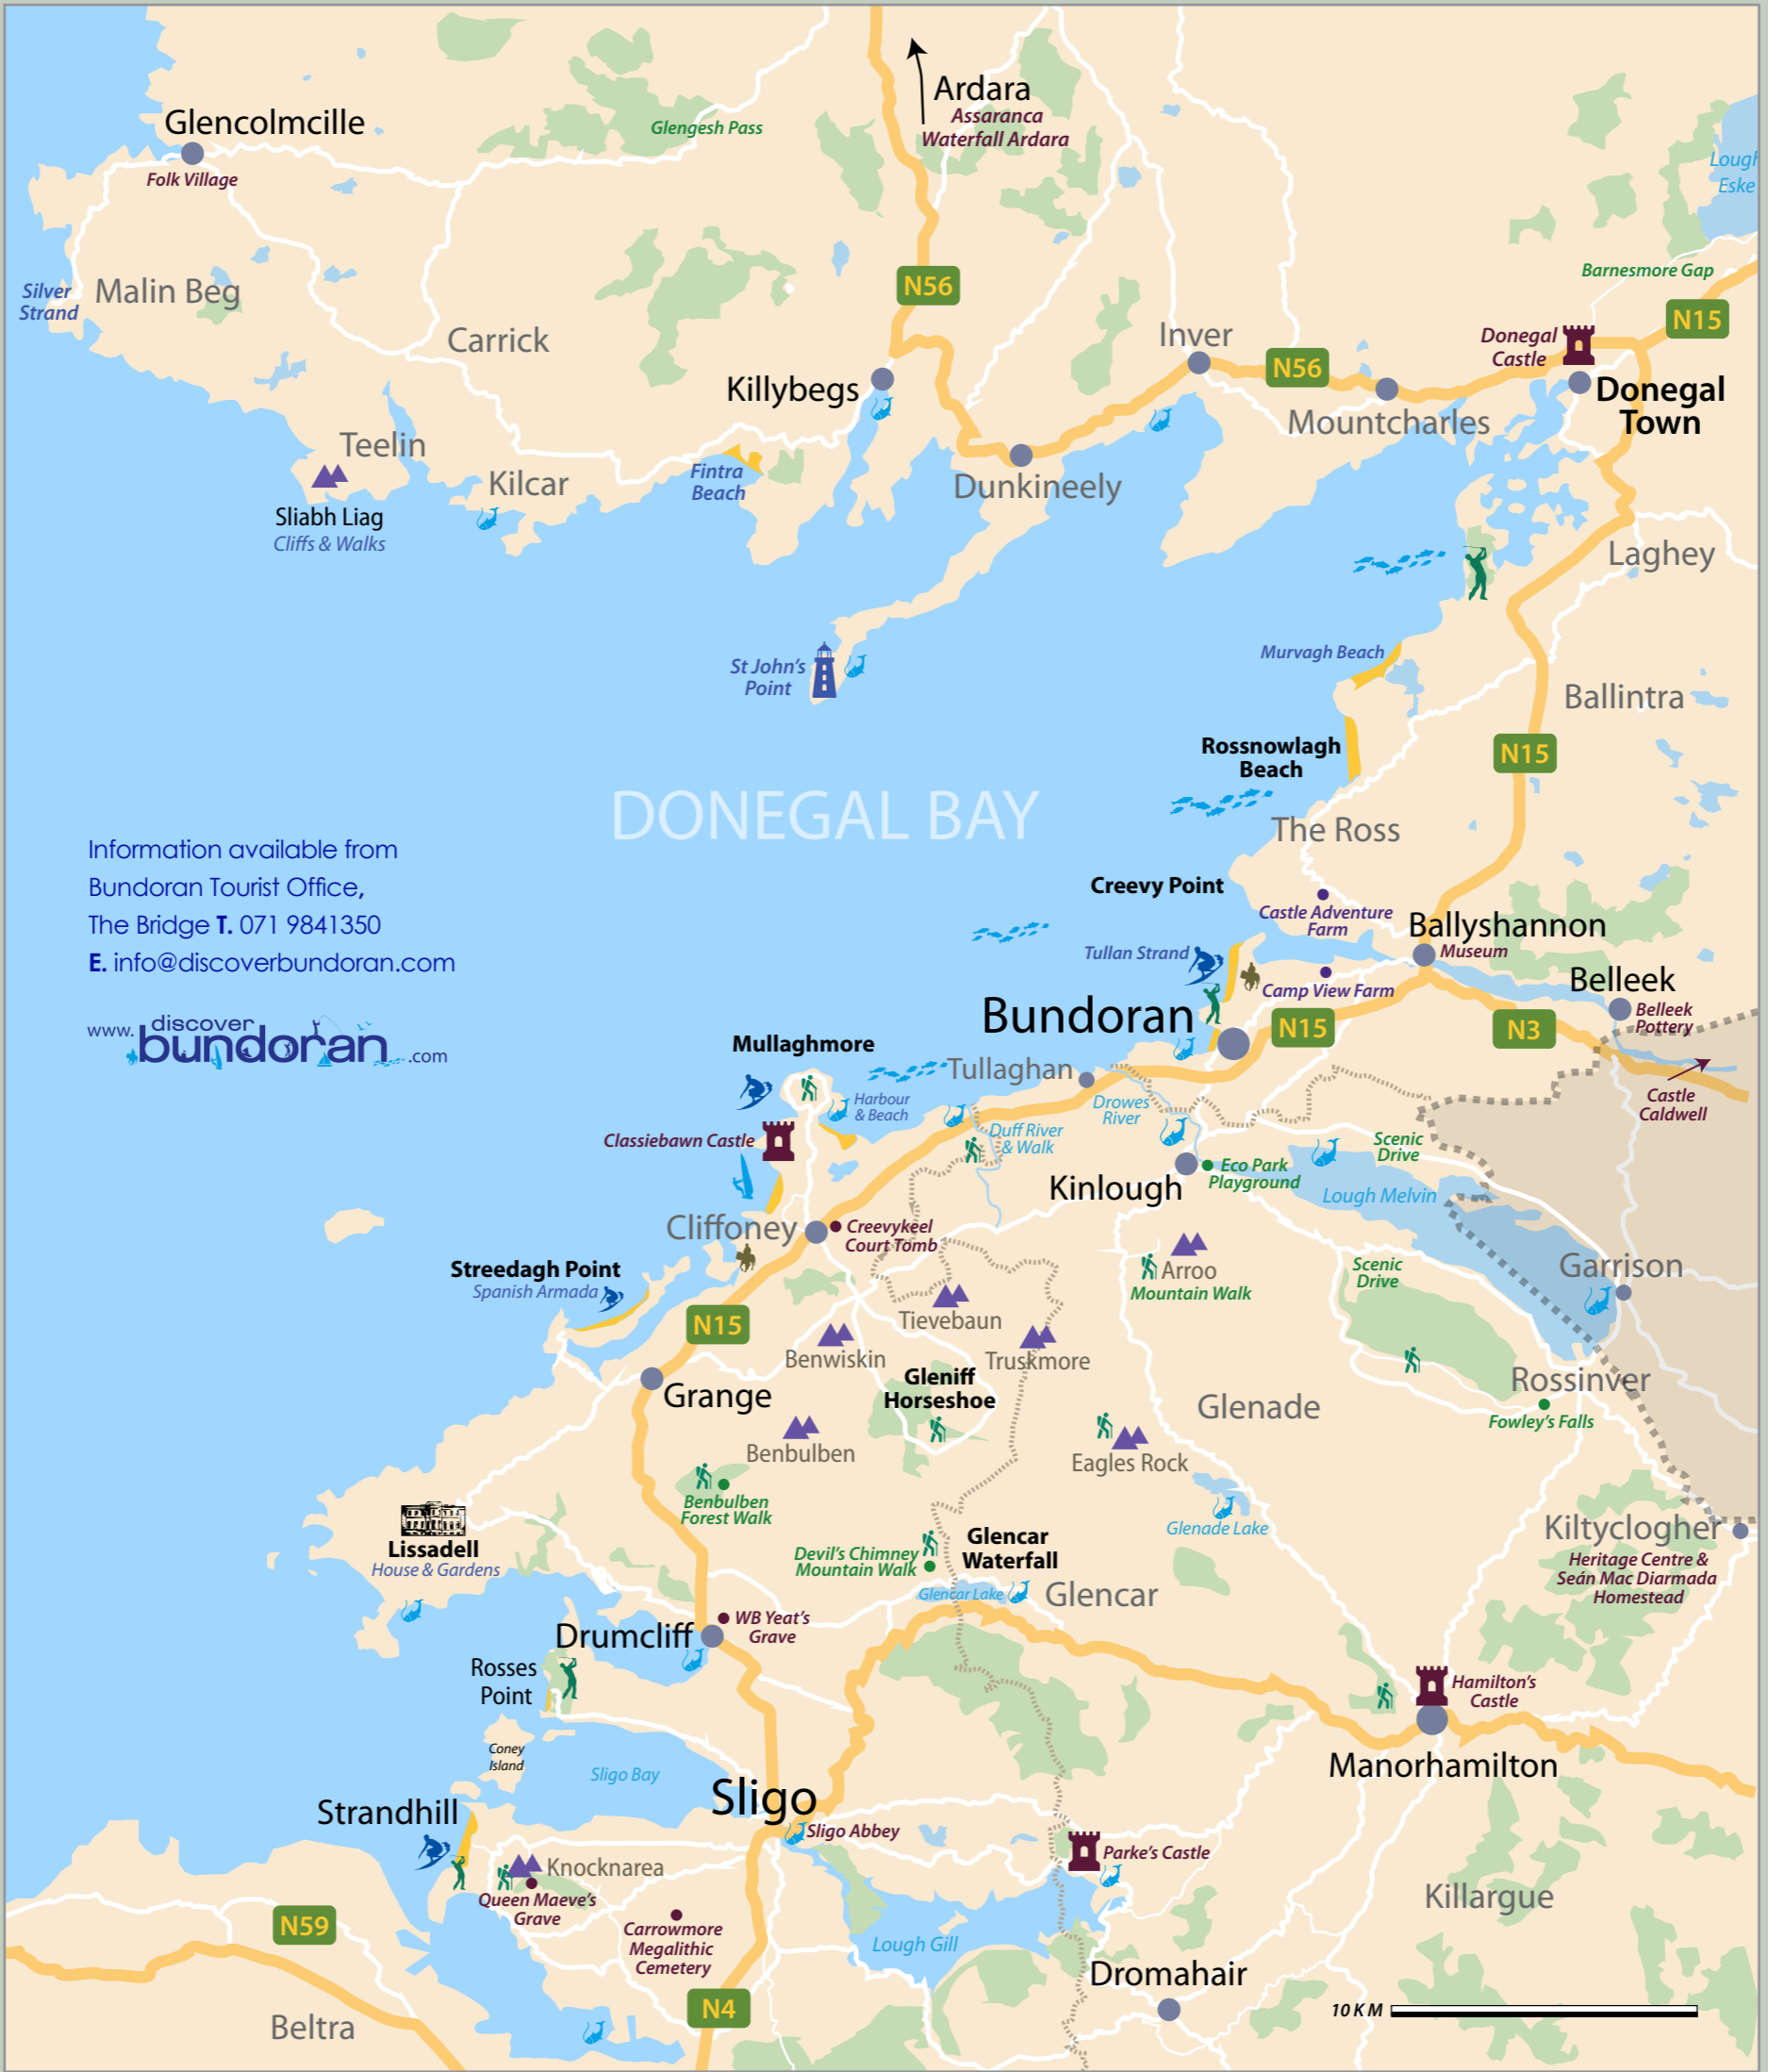 Ardara
Assaranca
Waterfall Ardara
Glencolmcille
Folk Village
Glengesh Pass
Lough
Eske
Barnesmore Gap
Silver
Strand
Malin Beg
N56
N15
Carrick
Inver
N56
Donegal
Castle
Killybegs
Donegal
Town
Mountcharles
Teelin
Fintra
Beach
Kilcar
Dunkineely
Sliabh Liag
Cliffs & Walks
Laghey
St John's
Point
Murvagh Beach
Ballintra
Rossnowlagh
Beach
N15
DONEGAL BAY
The Ross
Information available from
Bundoran Tourist Office,
The Bridge T. 071 9841350
E. info@discoverbundoran.com
www.
discover
bundoran
.com
Creevy Point
Castle Adventure
Farm
Ballyshannon
Museum
Tullan Strand
Camp View Farm
Belleek
Belleek
Pottery
Bundoran
N15
N3
Mullaghmore
Tullaghan
Harbour
& Beach
Drowes
River
Castle
Caldwell
Classiebawn Castle
Duff River
& Walk
Scenic
Drive
Eco Park
Playground
Kinlough
Lough Melvin
Cliffoney
Creevykeel
Court Tomb
Streedagh Point
Spanish Armada
Arroo
Mountain Walk
Scenic
Drive
Garrison
N15
Tievebaun
Benwiskin
Truskmore
Gleniff
Horseshoe
Grange
Rossinver
Fowley's Falls
Glenade
Benbulben
Eagles Rock
Benbulben
Forest Walk
Glenade Lake
Kiltyclogher
Heritage Centre &
Seán Mac Diarmada
Homestead
Lissadell
House & Gardens
Devil's Chimney
Mountain Walk
Glencar
Waterfall
Glencar Lake
Glencar
WB Yeat's
Grave
Drumcliff
Rosses
Point
Hamilton's
Castle
Manorhamilton
Coney
Island
Sligo Bay
Sligo
Strandhill
Sligo Abbey
Parke's Castle
Knocknarea
Queen Maeve's
Grave
Killargue
N59
Carrowmore
Megalithic
Cemetery
Lough Gill
Dromahair
N4
10 KM
Beltra